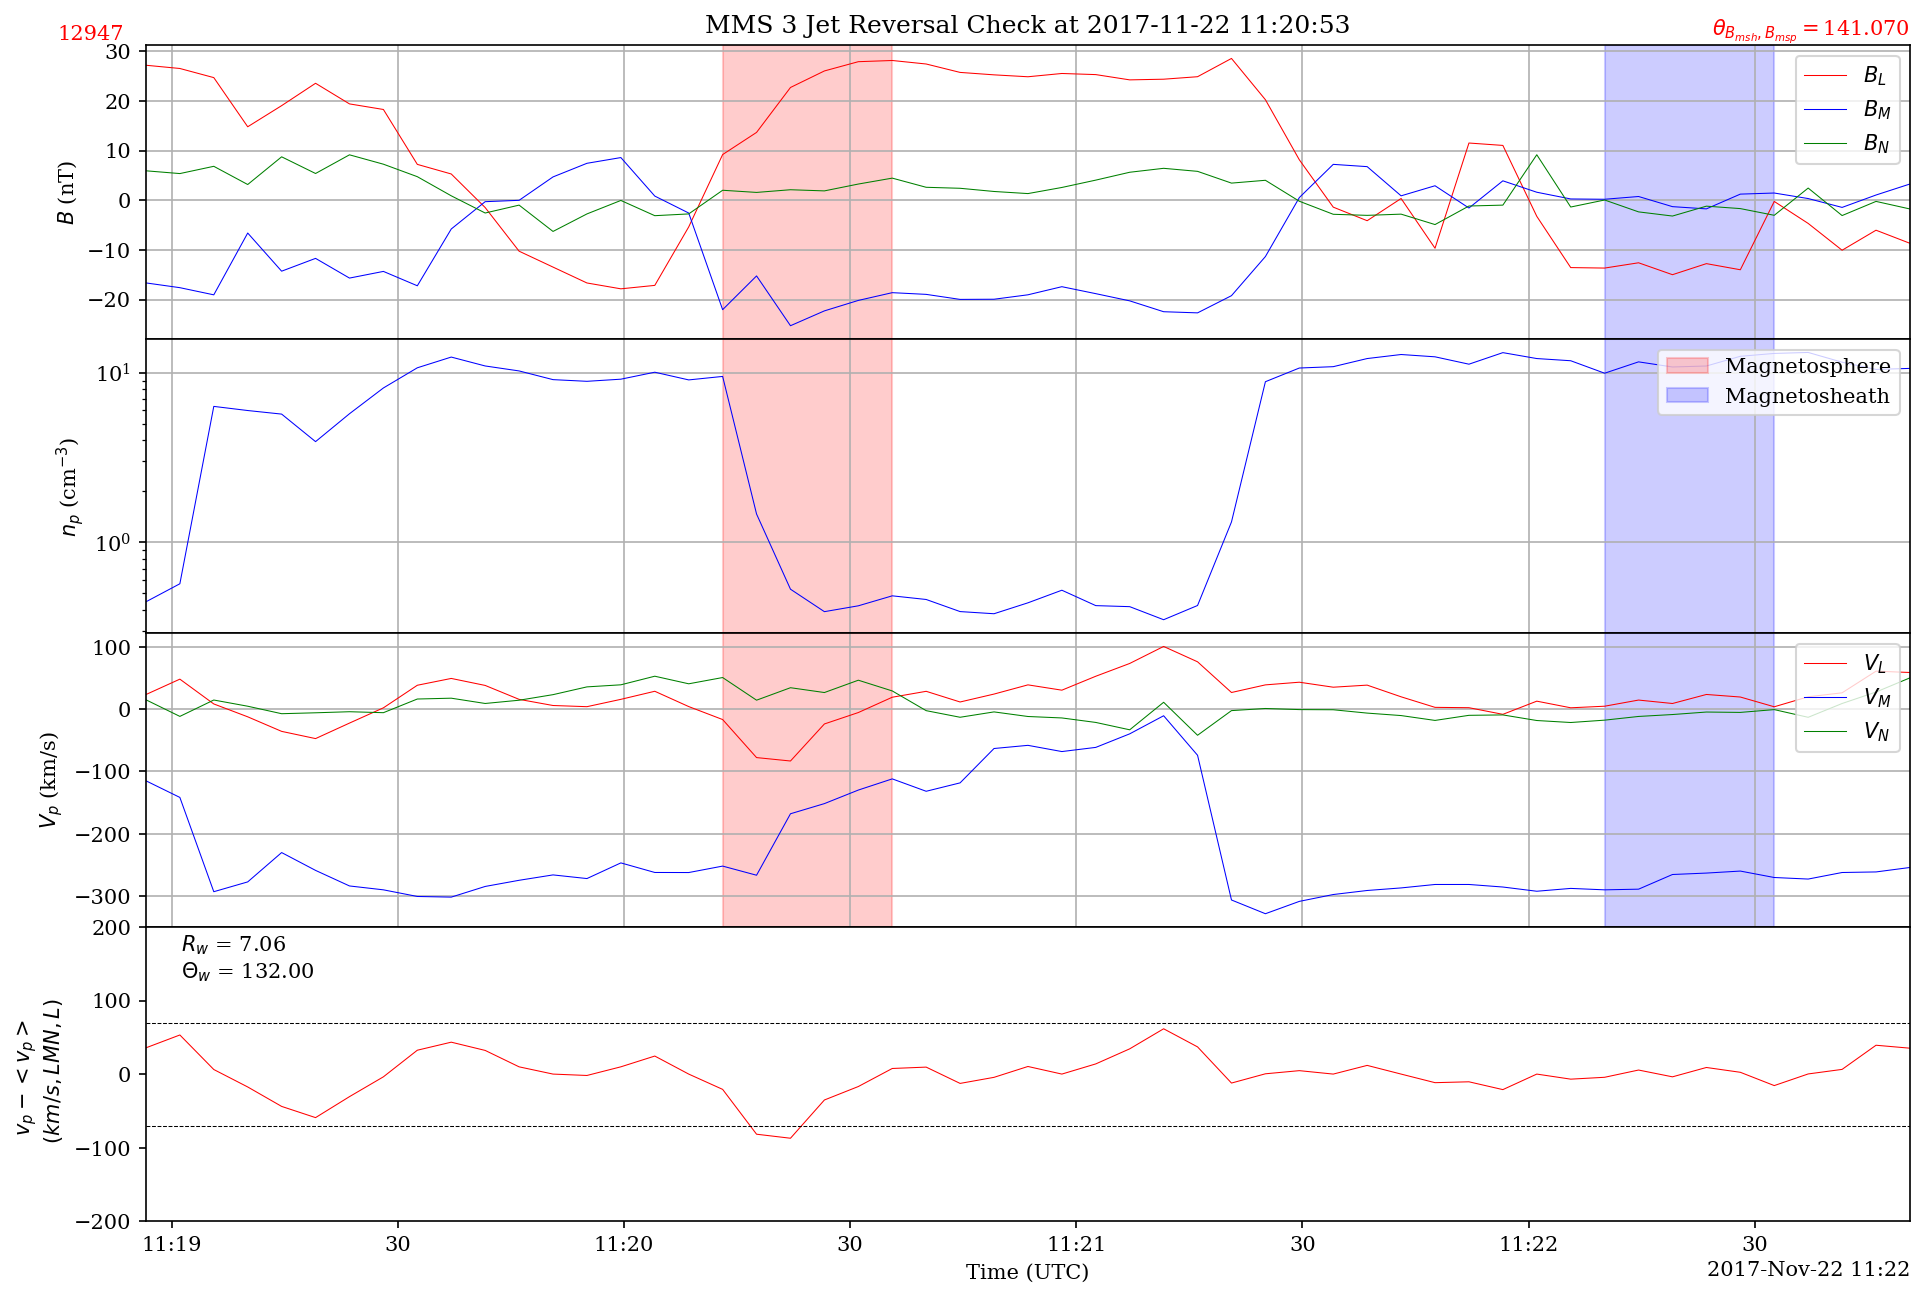 12947
MMS 3 Jet Reversal Check at 2017-11-22 11:20:53
θ_{B_{msh}, B_{msp}} = 141.070
30
20
10
0
−10
−20
B (nT)
B_L
B_M
B_N
10^1
10^0
n_p (cm^{−3})
Magnetosphere
Magnetosheath
100
0
−100
−200
−300
V_p (km/s)
V_L
V_M
V_N
200
100
0
−100
−200
v_p − < v_p >
(km/s, LMN, L)
R_w = 7.06
Θ_w = 132.00
11:19
30
11:20
30
11:21
30
11:22
30
Time (UTC)
2017-Nov-22 11:22